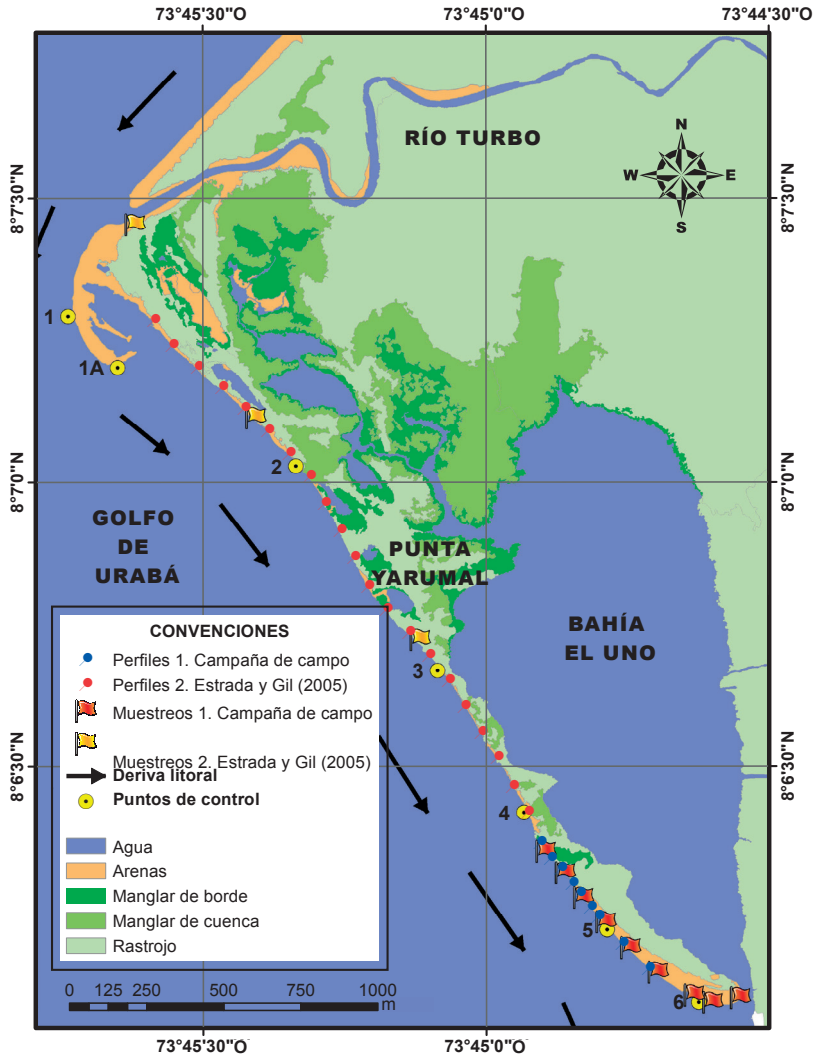 73°45'30"O
73°45'0"O
73°44'30"O
RÍO TURBO
N
W
E
S
8°7'30"N
8°7'30"N
1
1A
2
8°7'0"N
8°7'0"N
GOLFO
DE
URABÁ
PUNTA
YARUMAL
BAHÍA
EL UNO
3
CONVENCIONES
Perfiles 1. Campaña de campo
Perfiles 2. Estrada y Gil (2005)
Muestreos 1. Campaña de campo
Muestreos 2. Estrada y Gil (2005)
Deriva litoral
Puntos de control
Agua
Arenas
Manglar de borde
Manglar de cuenca
Rastrojo
8°6'30"N
8°6'30"N
4
5
6
0 125 250 500 750 1000
m
73°45'30"O
73°45'0"O